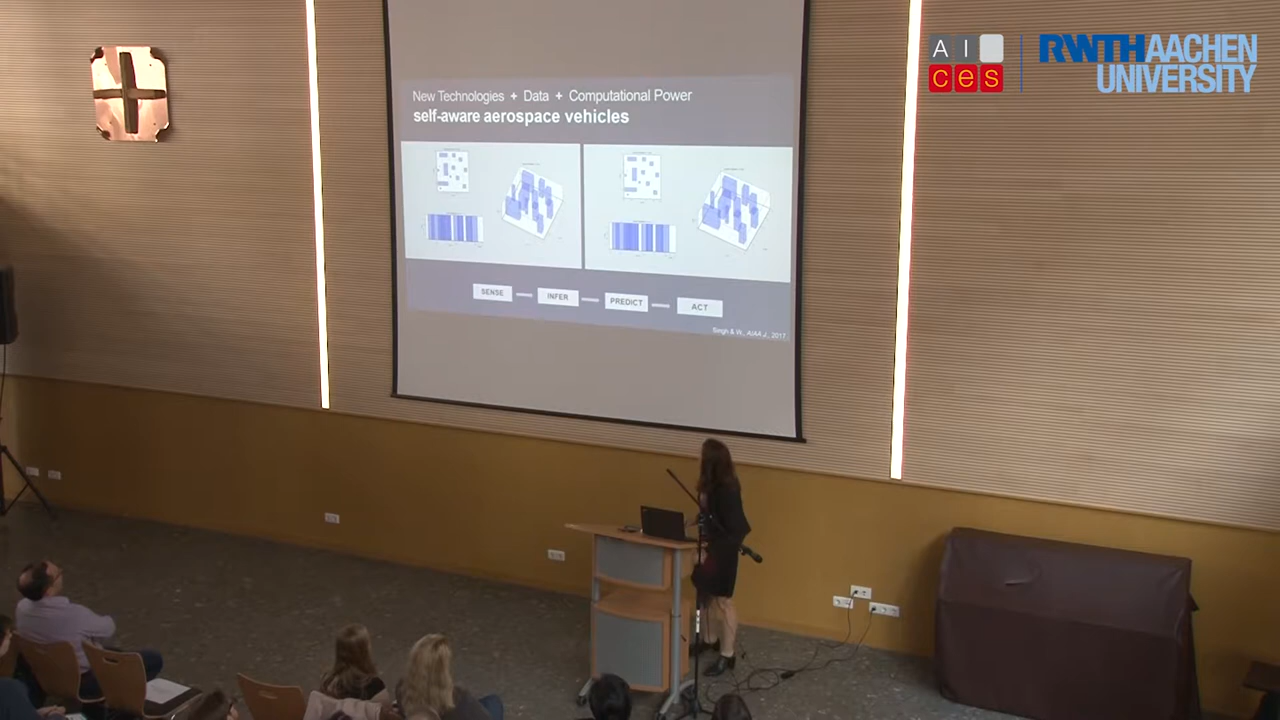 New Technologies + Data + Computational Power
self-aware aerospace vehicles
SENSE
INFER
PREDICT
ACT
Singh & W., AIAA J., 2017
AI
ces
RWTHAACHEN
UNIVERSITY